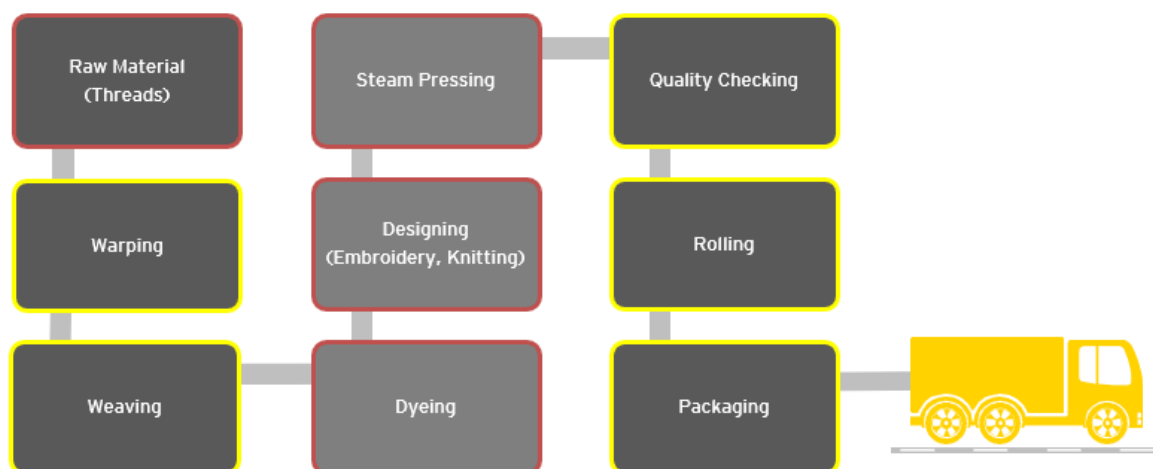 Raw Material
(Threads)
Warping
Weaving
Dyeing
Designing
(Embroidery, Knitting)
Steam Pressing
Quality Checking
Rolling
Packaging